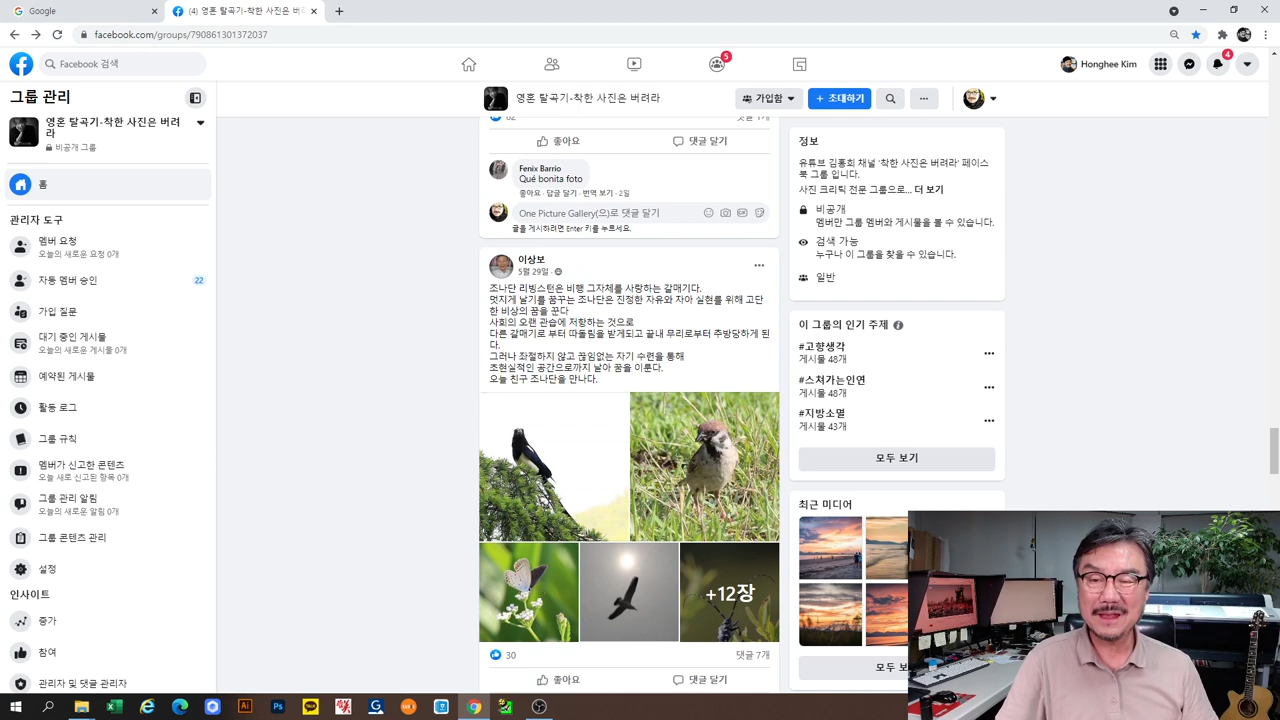 Google
(4) 영혼 탈곡기-착한 사진은 버려
facebook.com/groups/790861301372037
Facebook 검색
5
Honghee Kim
4
그룹 관리
영혼 탈곡기-착한 사진은 버려라
가입함
+ 초대하기
영혼 탈곡기-착한 사진은 버려
라
비공개 그룹
홈
관리자 도구
멤버 요청
오늘의 새로운 요청 0개
자동 멤버 승인
22
가입 질문
대기 중인 게시물
오늘의 새로운 게시물 0개
예약된 게시물
활동 로그
그룹 규칙
멤버가 신고한 콘텐츠
오늘 새로 신고된 항목 0개
그룹 관리 알림
오늘의 새로운 알림 0개
그룹 콘텐츠 관리
설정
인사이트
증가
참여
관리자 및 댓글 관리자
62
댓글 1개
좋아요
댓글 달기
Fenix Barrio
Qué bonita foto
좋아요 · 답글 달기 · 번역 보기 · 2일
One Picture Gallery(으)로 댓글 달기
글을 게시하려면 Enter 키를 누르세요.
이상보
5월 29일 ·
조나단 리빙스턴은 비행 그자체를 사랑하는 갈매기다.
멋지게 날기를 꿈꾸는 조나단은 진정한 자유와 자아 실현를 위해 고단
한 비상의 꿈을 꾼다
사회의 오랜 관습에 저항하는 것으로
다른 갈매기로 부터 따돌림을 받게되고 끝내 무리로부터 추방당하게 된
다.
그러나 좌절하지 않고 끊임없는 자기 수련을 통해
초현실적인 공간으로까지 날아 꿈을 이룬다.
오늘 친구 조나단을 만나다.
+12장
30
댓글 7개
좋아요
댓글 달기
정보
유튜브 김홍희 채널 '착한 사진은 버려라' 페이스
북 그룹 입니다.
사진 크리틱 전문 그룹으로... 더 보기
비공개
멤버만 그룹 멤버와 게시물을 볼 수 있습니다.
검색 가능
누구나 이 그룹을 찾을 수 있습니다.
일반
이 그룹의 인기 주제
#고향생각
게시물 48개
#스쳐가는인연
게시물 48개
#지방소멸
게시물 43개
모두 보기
최근 미디어
모두 보